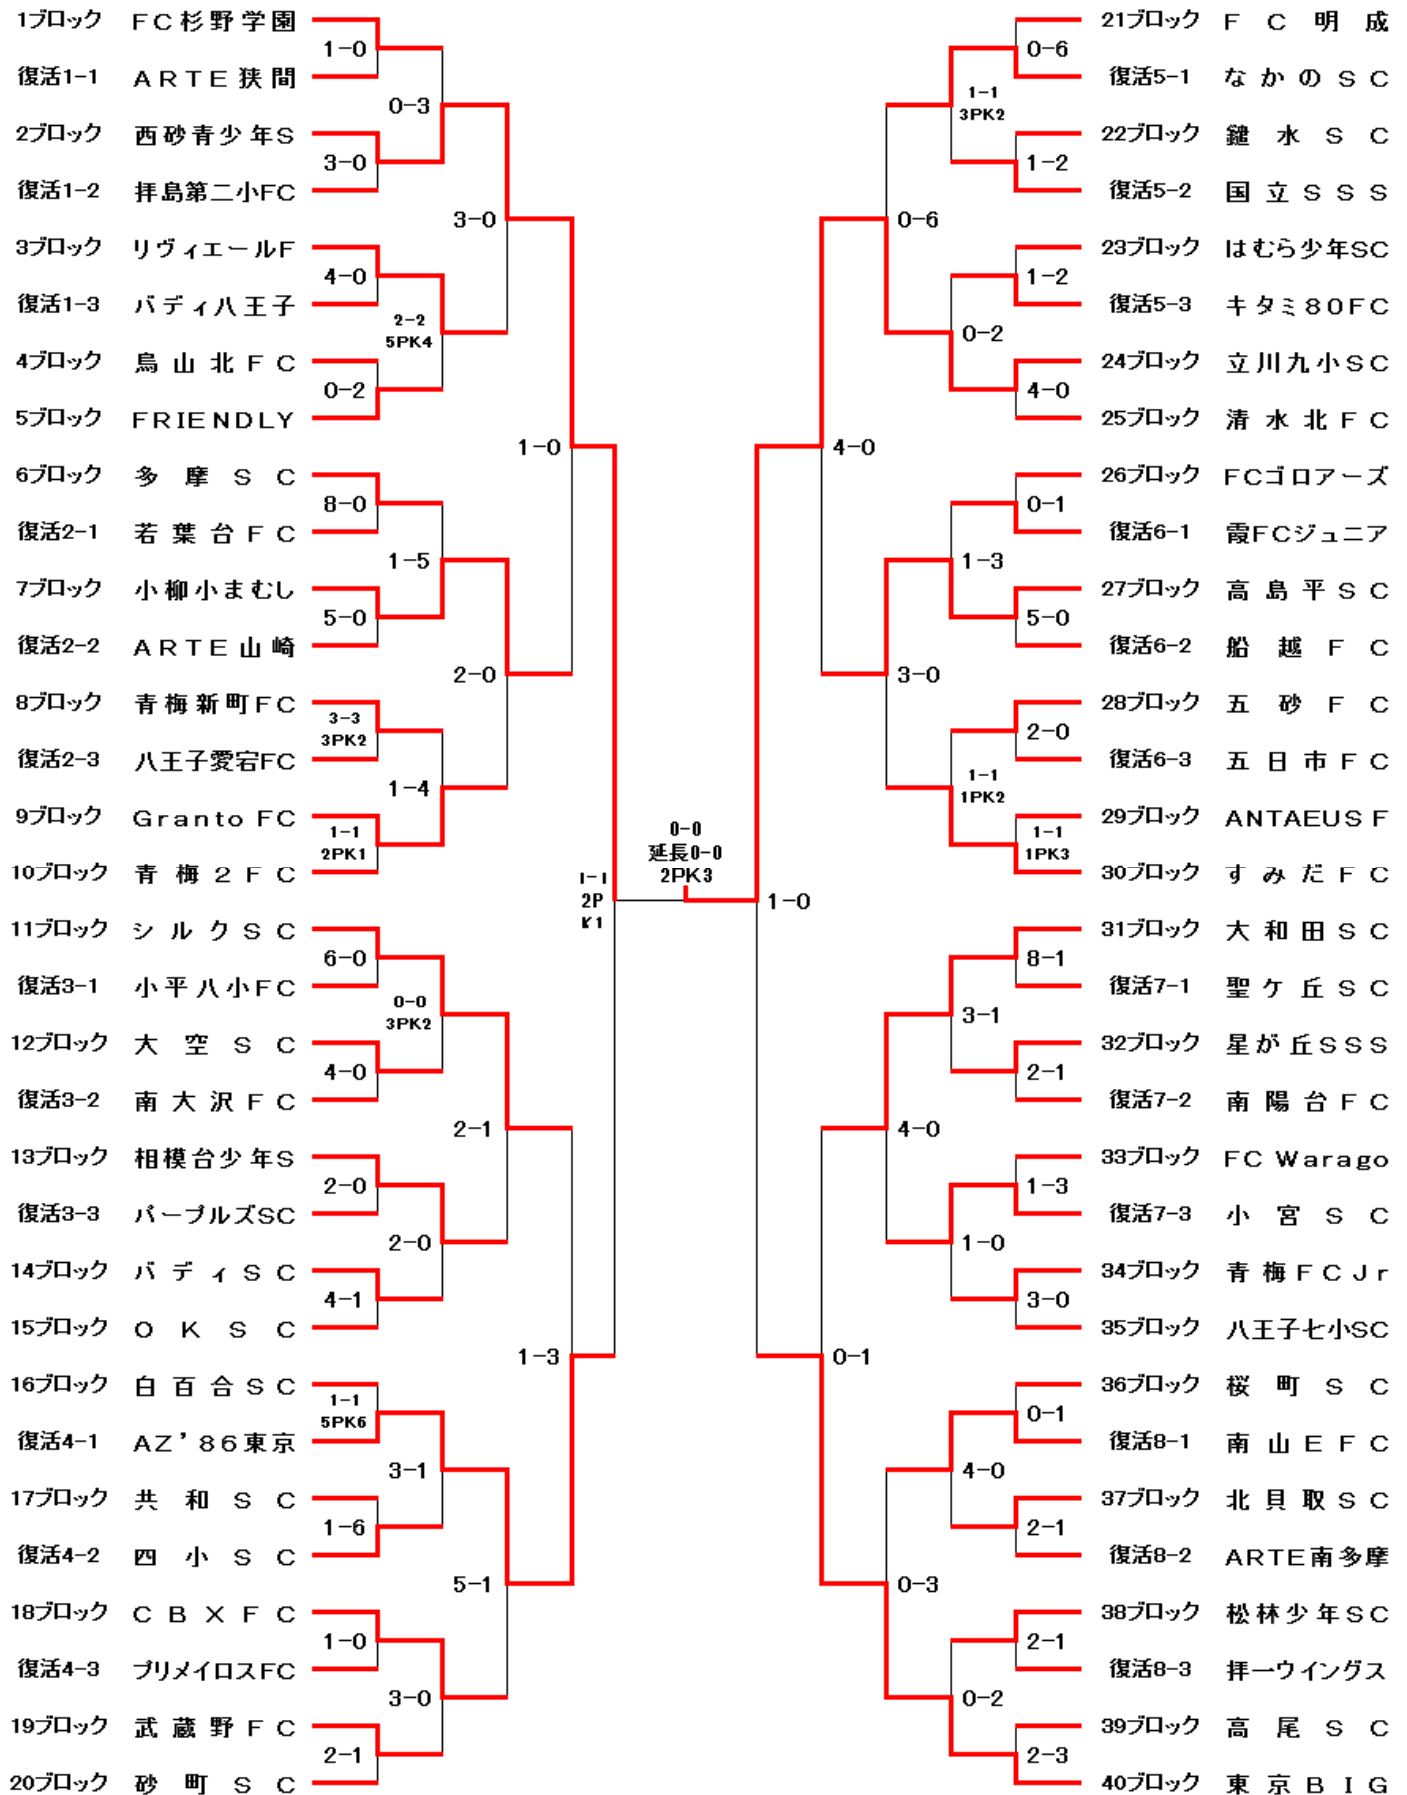 1ブロック FC杉野学園
1-0
復活1-1 ARTE狭間
0-3
2ブロック 西砂青少年S
3-0
復活1-2 拝島第二小FC
3-0
3ブロック リヴィエールF
4-0
復活1-3 バディ八王子
2-2
5PK4
4ブロック 烏山北FC
0-2
5ブロック FRIENDLY
1-0
6ブロック 多摩SC
8-0
復活2-1 若葉台FC
1-5
7ブロック 小柳小まむし
5-0
復活2-2 ARTE山崎
2-0
8ブロック 青梅新町FC
3-3
3PK2
復活2-3 八王子愛宕FC
1-4
9ブロック Granto FC
1-1
2PK1
10ブロック 青梅2FC
1-1
2P
K1
11ブロック シルクSC
6-0
復活3-1 小平八小FC
0-0
3PK2
12ブロック 大空SC
4-0
復活3-2 南大沢FC
2-1
13ブロック 相模台少年S
2-0
復活3-3 バーブルズSC
2-0
14ブロック バディSC
4-1
15ブロック OKSC
1-3
16ブロック 白百合SC
1-1
5PK6
復活4-1 AZ’86東京
3-1
17ブロック 共和SC
1-6
復活4-2 四小SC
5-1
18ブロック CBXFC
1-0
復活4-3 プリメイロスFC
3-0
19ブロック 武蔵野FC
2-1
20ブロック 砂町SC
0-0
延長0-0
2PK3
21ブロック FC明成
0-6
復活5-1 なかのSC
1-1
3PK2
22ブロック 鑓水SC
1-2
復活5-2 国立SSS
0-6
23ブロック はむら少年SC
1-2
復活5-3 キタミ80FC
0-2
24ブロック 立川九小SC
4-0
25ブロック 清水北FC
4-0
26ブロック FCゴロアーズ
0-1
復活6-1 霞FCジュニア
1-3
27ブロック 高島平SC
5-0
復活6-2 船越FC
3-0
28ブロック 五砂FC
2-0
復活6-3 五日市FC
1-1
1PK2
29ブロック ANTAEUS F
1-1
1PK3
30ブロック すみだFC
1-0
31ブロック 大和田SC
8-1
復活7-1 聖ケ丘SC
3-1
32ブロック 星が丘SSS
2-1
復活7-2 南陽台FC
4-0
33ブロック FC Warago
1-3
復活7-3 小宮SC
1-0
34ブロック 青梅FCJr
3-0
35ブロック 八王子七小SC
0-1
36ブロック 桜町SC
0-1
復活8-1 南山EFC
4-0
37ブロック 北貝取SC
2-1
復活8-2 ARTE南多摩
0-3
38ブロック 松林少年SC
2-1
復活8-3 拝一ウイングス
0-2
39ブロック 高尾SC
2-3
40ブロック 東京BIG